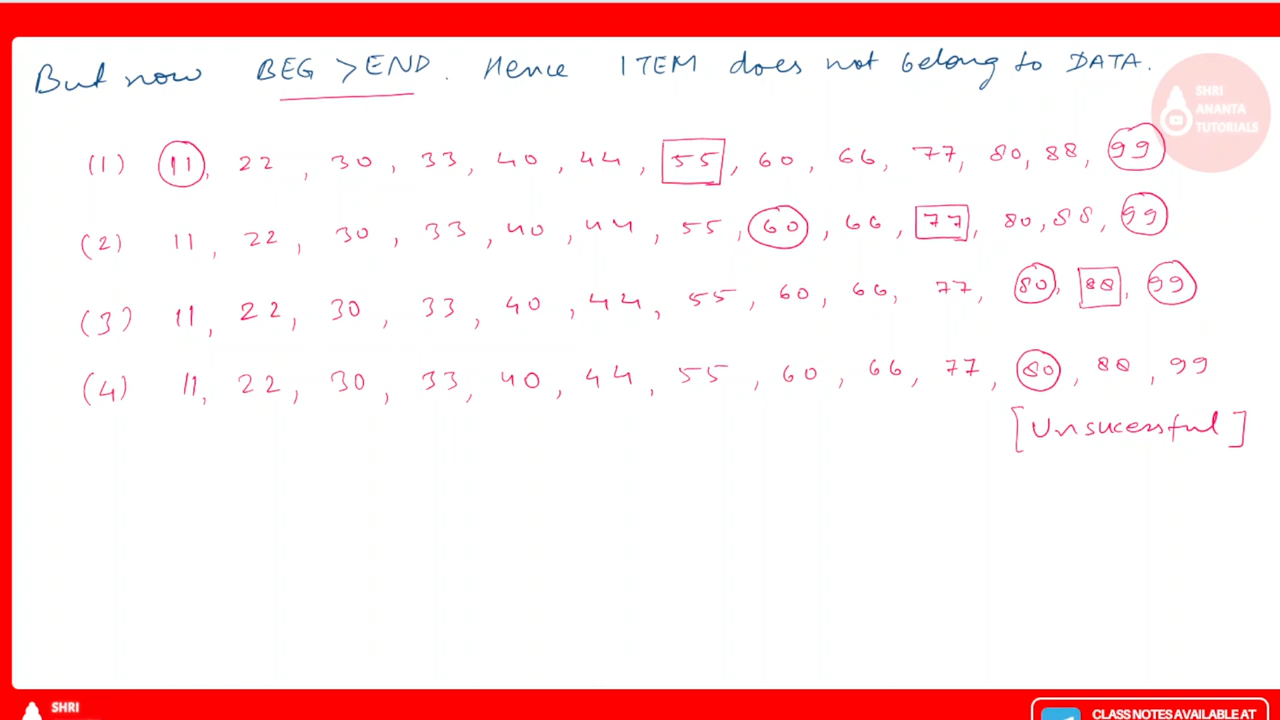 But now BEG > END. Hence ITEM does not belong to DATA.
SHRI
ANANTA
TUTORIALS
(1) 11, 22, 30, 33, 40, 44, 55, 60, 66, 77, 80, 88, 99
(2) 11, 22, 30, 33, 40, 44, 55, 60, 66, 77, 80, 88, 99
(3) 11, 22, 30, 33, 40, 44, 55, 60, 66, 77, 80, 88, 99
(4) 11, 22, 30, 33, 40, 44, 55, 60, 66, 77, 80, 88, 99
[Unsucessful]
SHRI
CLASS NOTES AVAILABLE AT